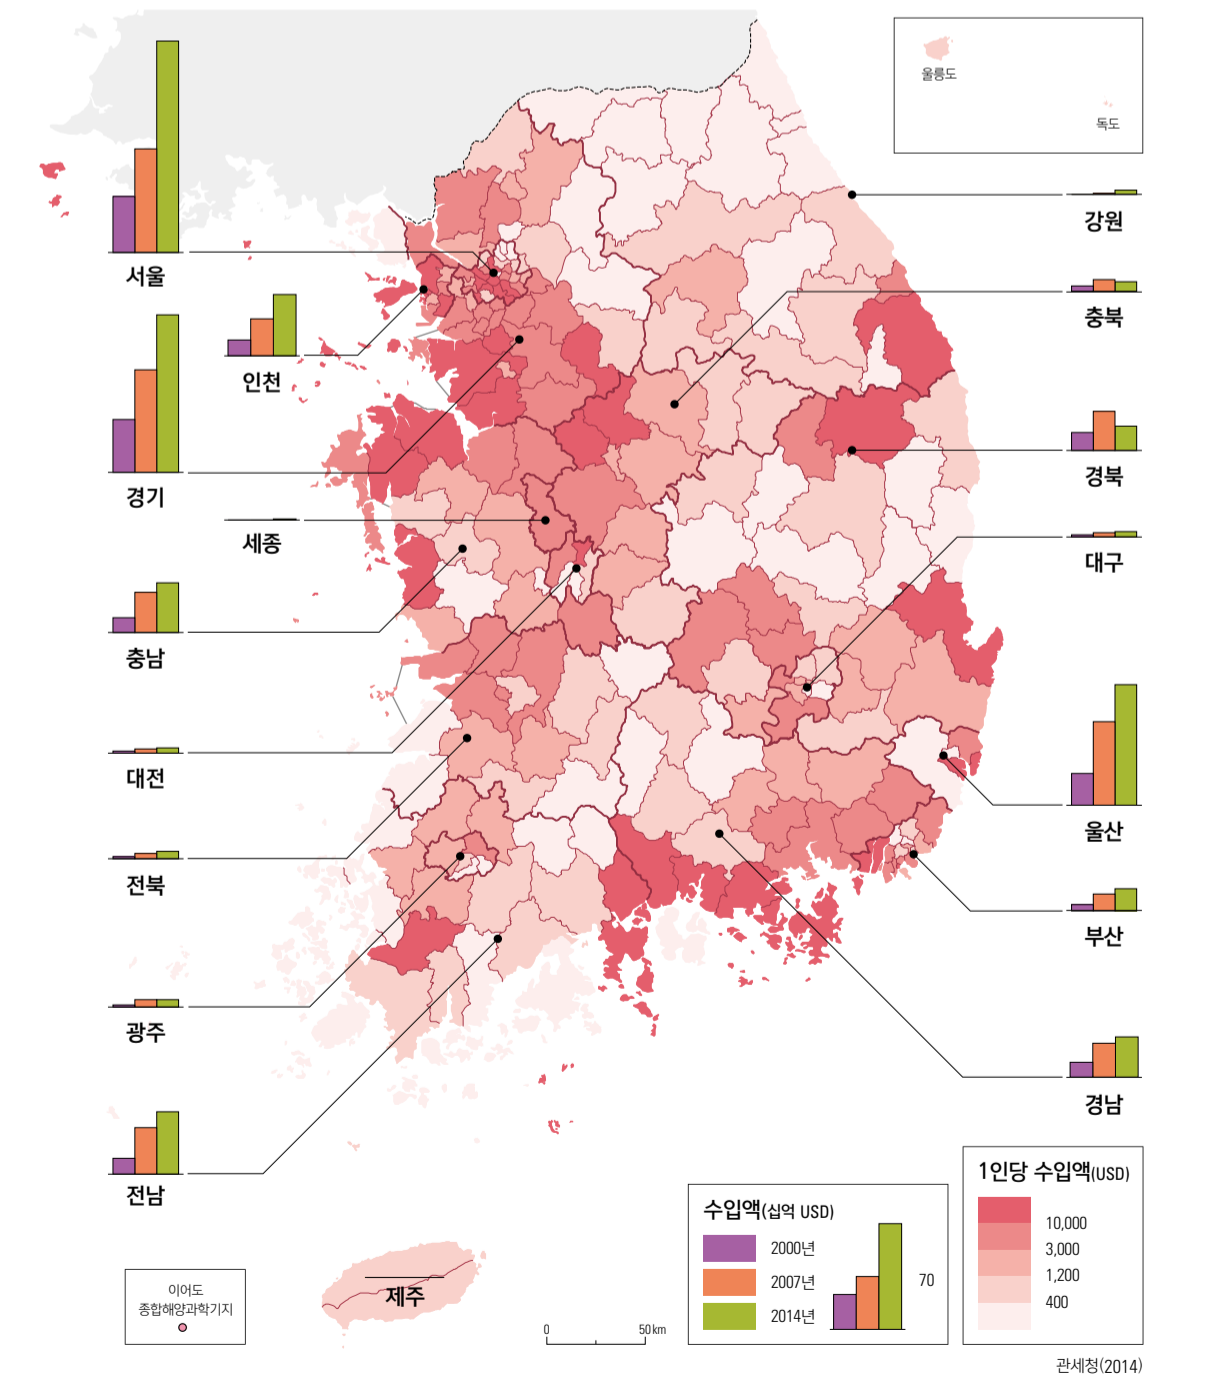 울릉도
독도
서울
인천
경기
세종
충남
대전
전북
광주
전남
강원
충북
경북
대구
울산
부산
경남
제주
이어도
종합해양과학기지
0 50 km
수입액(십억 USD)
2000년
2007년
2014년
70
1인당 수입액(USD)
10,000
3,000
1,200
400
관세청(2014)